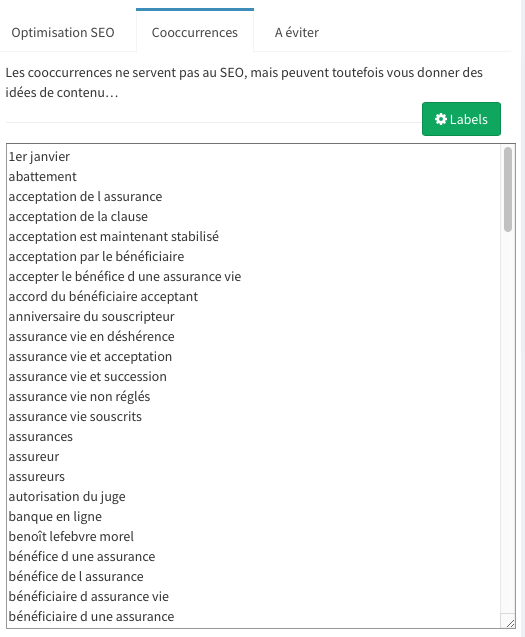 Optimisation SEO
Cooccurrences
A éviter
Les cooccurrences ne servent pas au SEO, mais peuvent toutefois vous donner des
idées de contenu…
Labels
1er janvier
abattement
acceptation de l assurance
acceptation de la clause
acceptation est maintenant stabilisé
acceptation par le bénéficiaire
accepter le bénéfice d une assurance vie
accord du bénéficiaire acceptant
anniversaire du souscripteur
assurance vie en déshérence
assurance vie et acceptation
assurance vie et succession
assurance vie non réglés
assurance vie souscrits
assurances
assureur
assureurs
autorisation du juge
banque en ligne
benoît lefebvre morel
bénéfice d une assurance
bénéfice de l assurance
bénéficiaire d assurance vie
bénéficiaire d une assurance